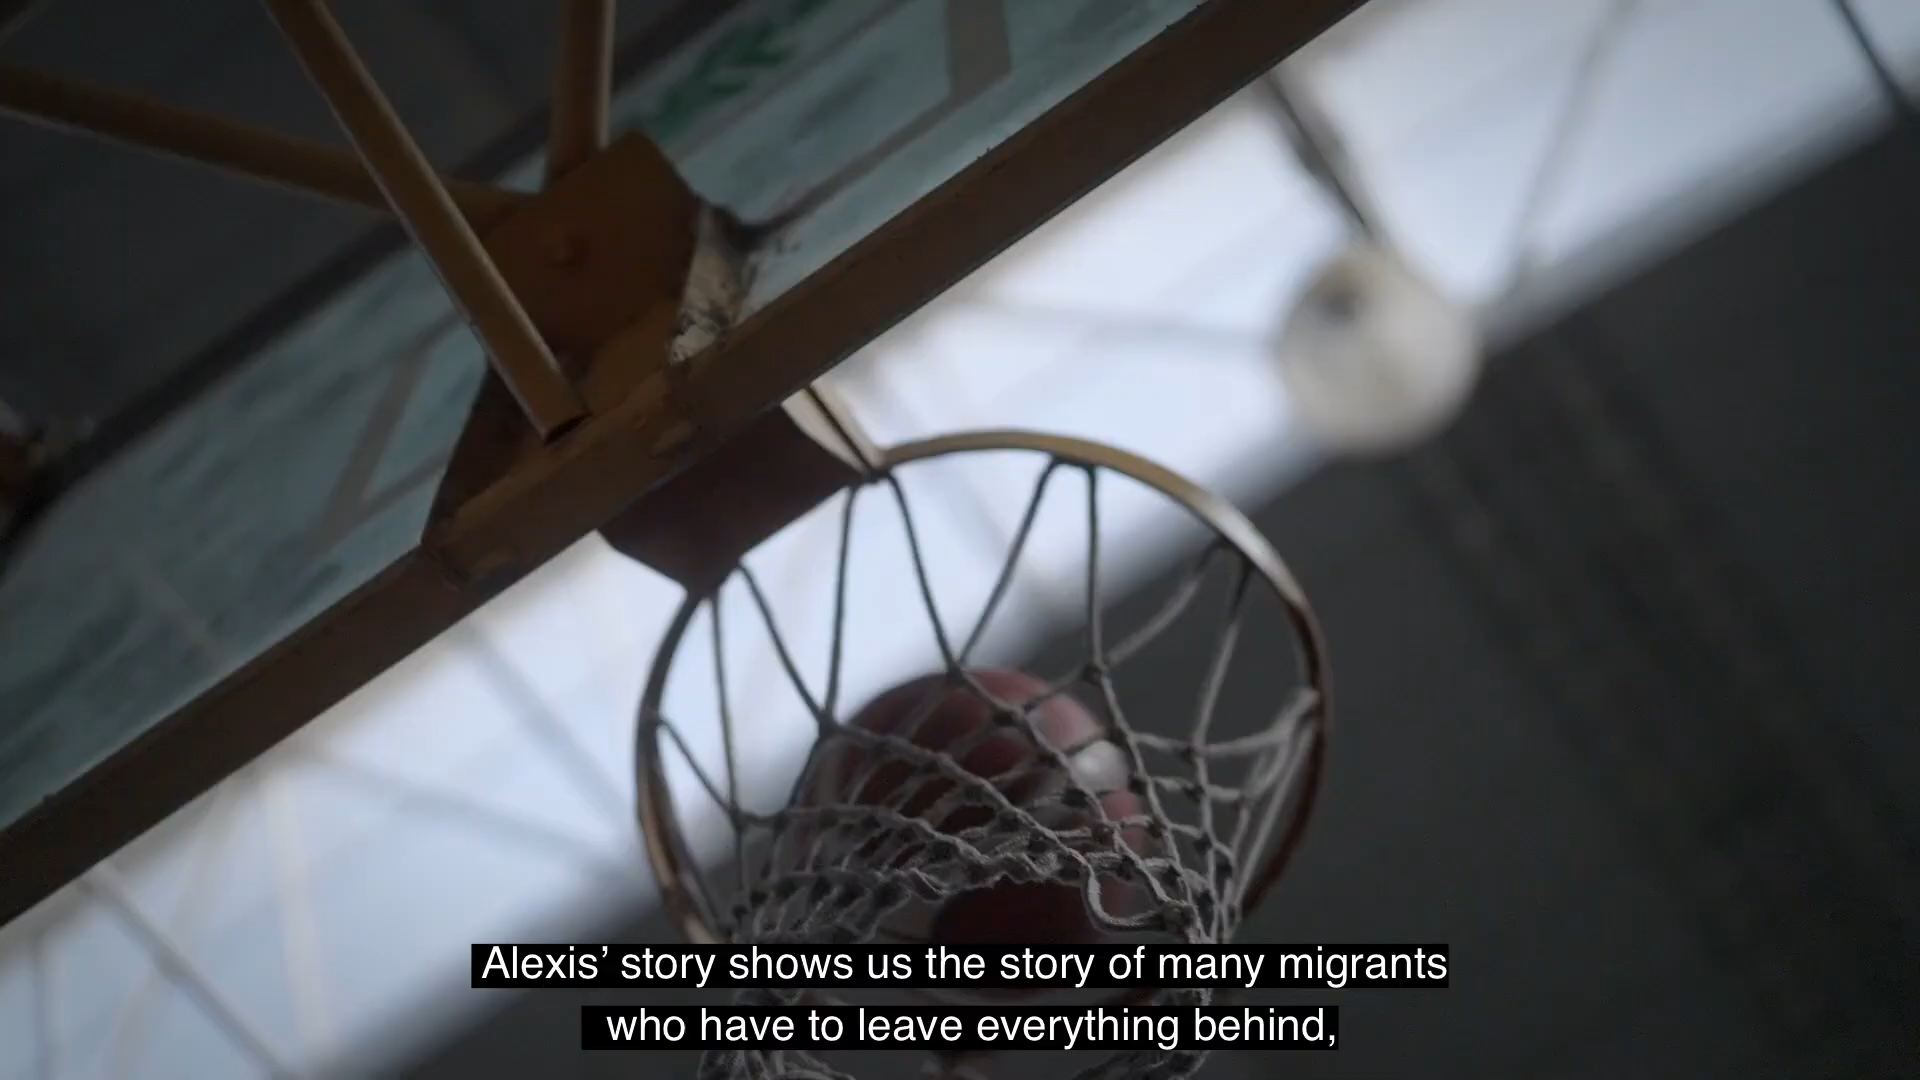 Alexis’ story shows us the story of many migrants
who have to leave everything behind,